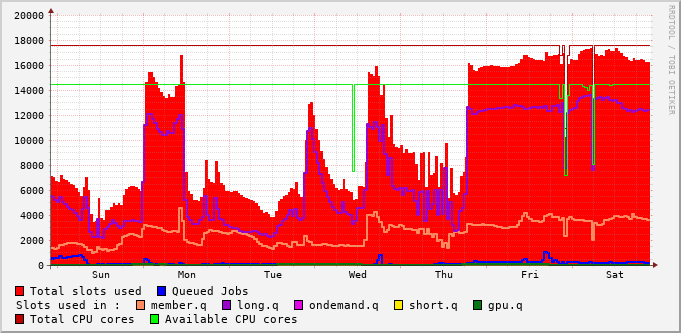 20000
18000
16000
14000
12000
10000
8000
6000
4000
2000
0
Sun Mon Tue Wed Thu Fri Sat
RRDTOOL / TOBI OETIKER
Total slots used Queued Jobs
Slots used in : member.q long.q ondemand.q short.q gpu.q
Total CPU cores Available CPU cores